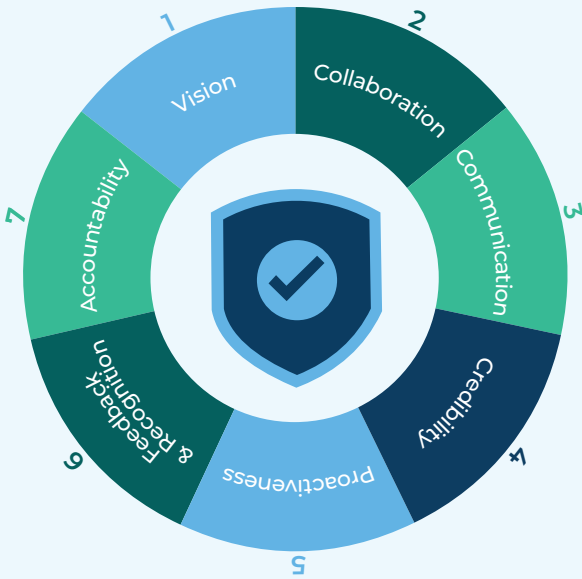 1
Vision
2
Collaboration
3
Communication
4
Credibility
5
Proactiveness
6
Feedback
& Recognition
7
Accountability